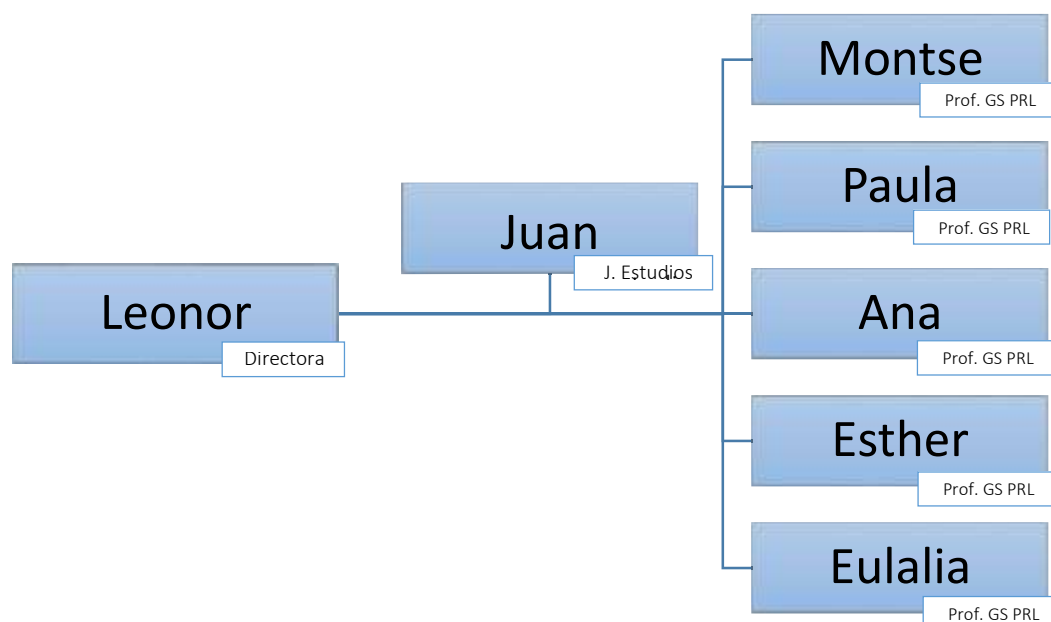 Leonor
Directora
Juan
J. Estudios
Montse
Prof. GS PRL
Paula
Prof. GS PRL
Ana
Prof. GS PRL
Esther
Prof. GS PRL
Eulalia
Prof. GS PRL